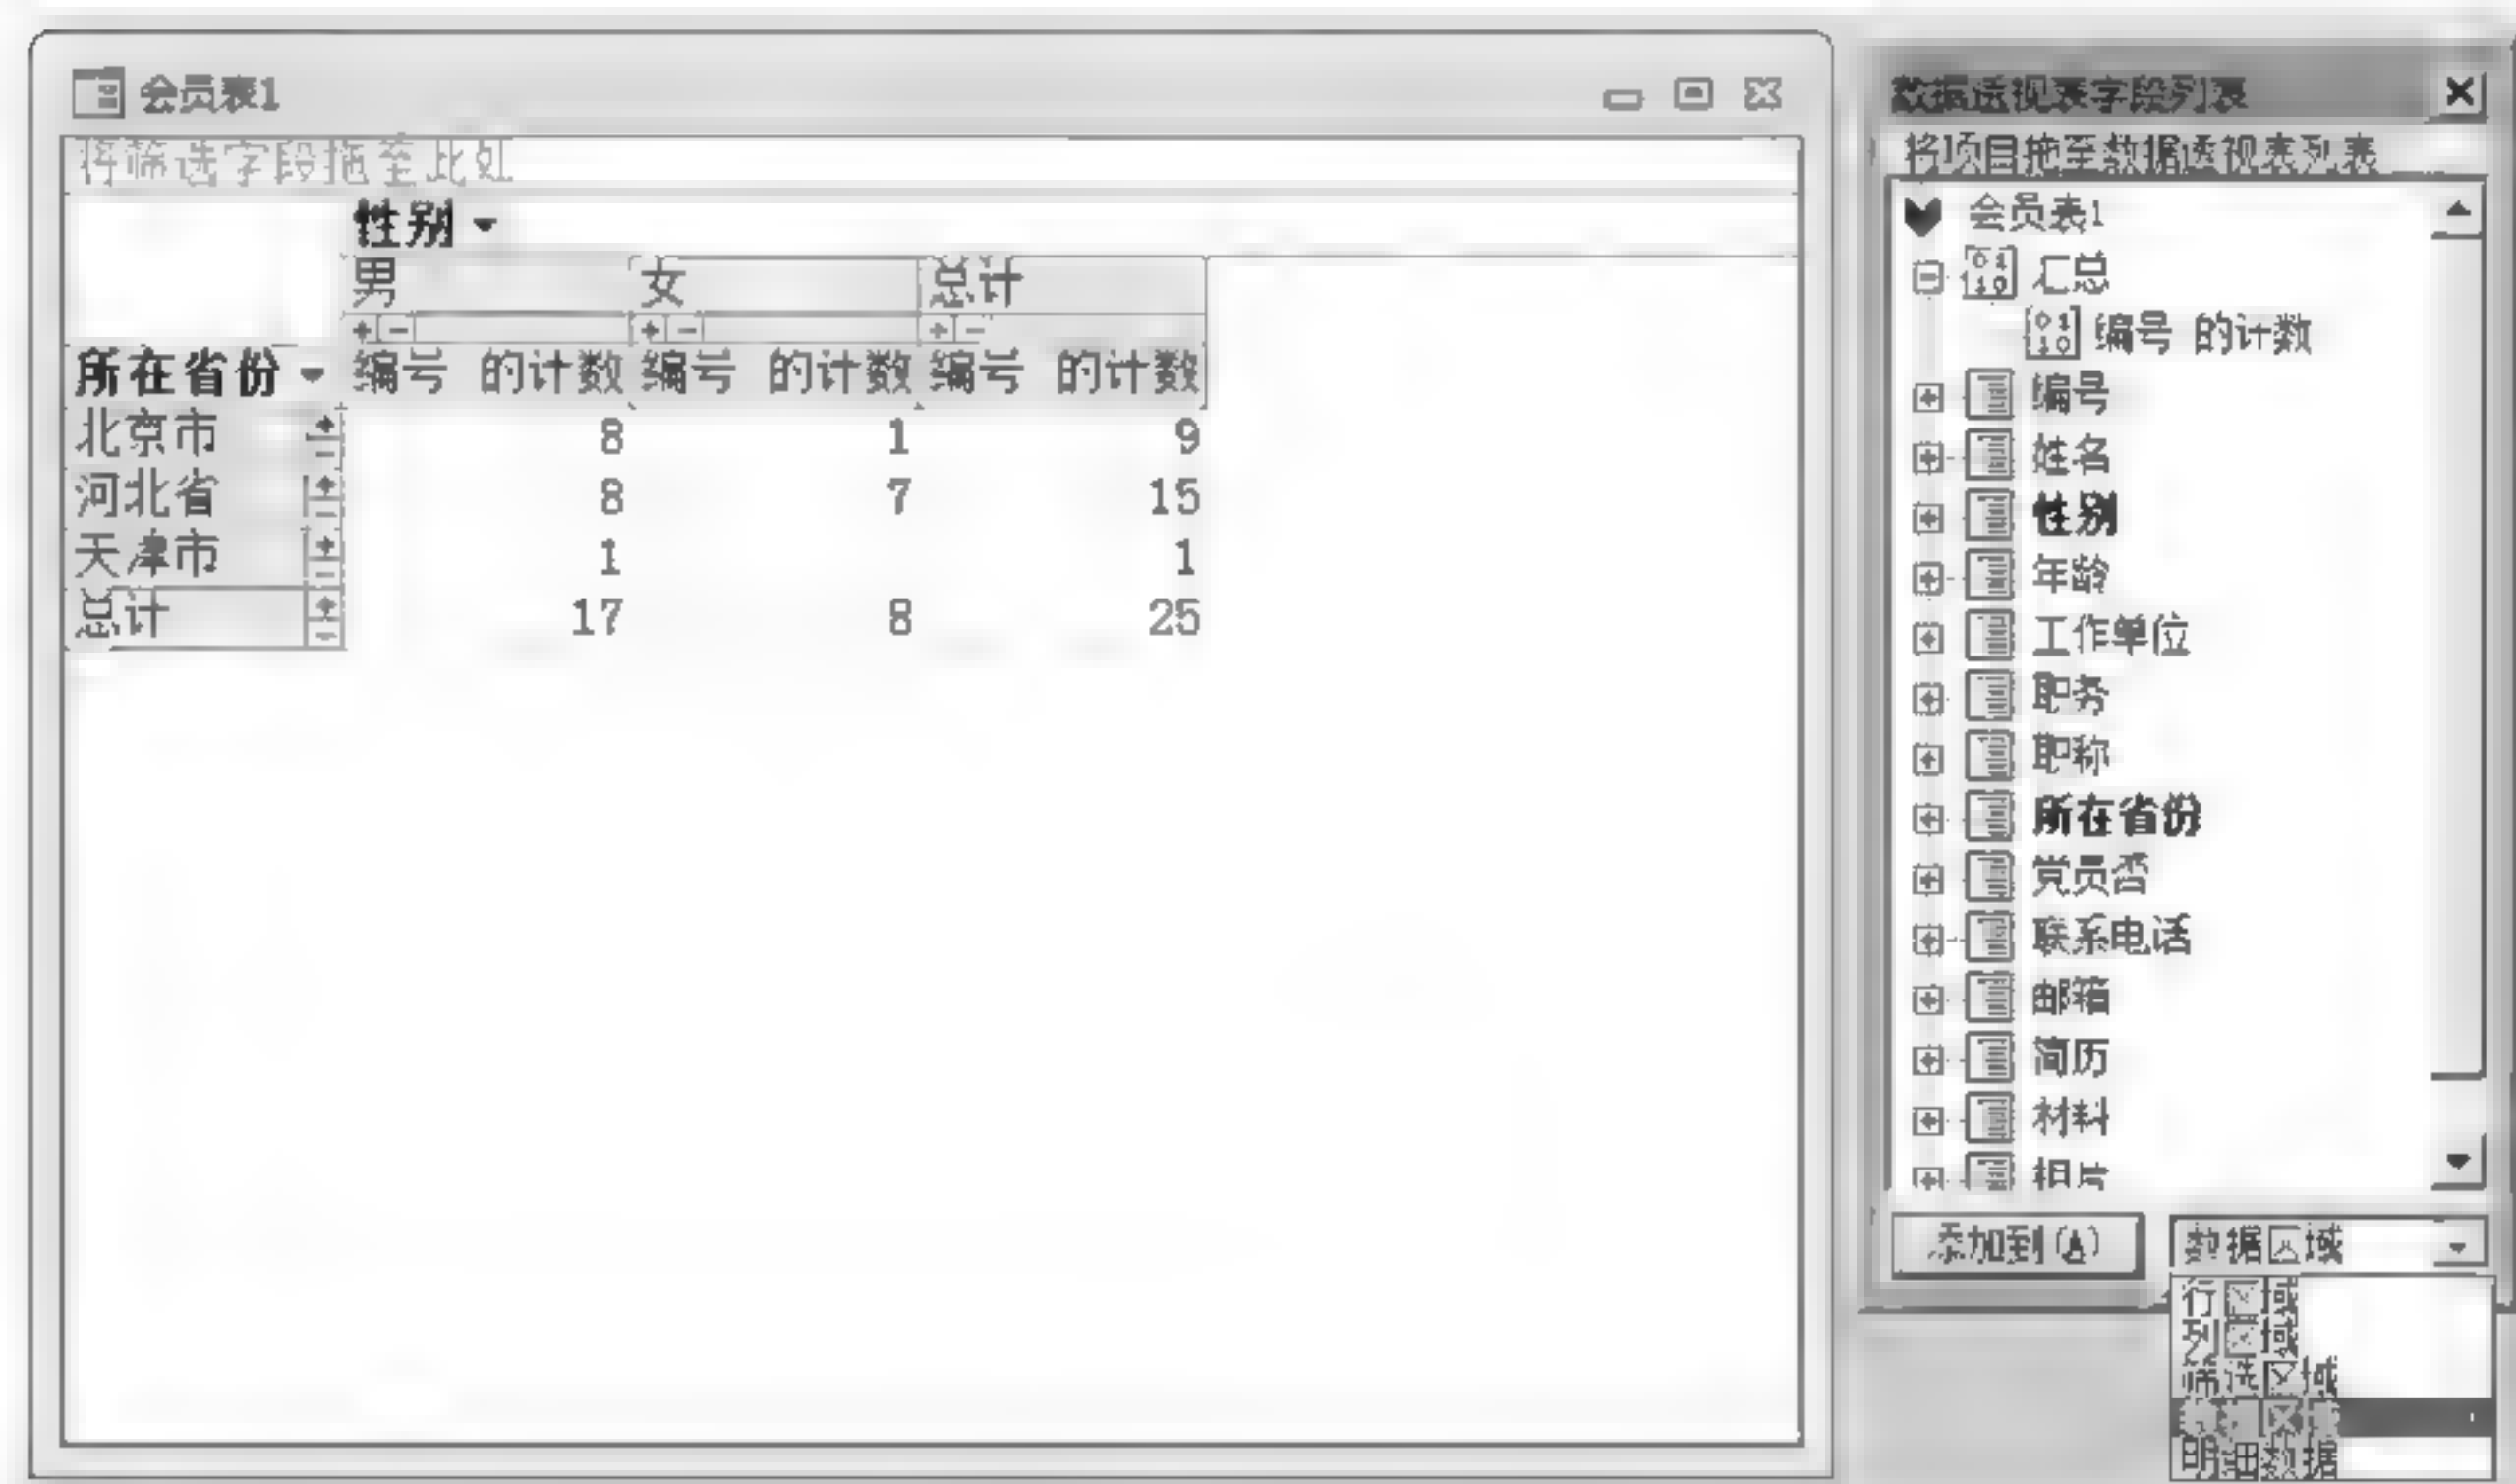 会员表1
将筛选字段拖至此处
性别
男 女 总计
所在省份 编号 的计数 编号 的计数 编号 的计数
北京市 8 1 9
河北省 8 7 15
天津市 1 1
总计 17 8 25
数据透视表字段列表
将项目拖至数据透视表列表
会员表1
汇总
编号 的计数
编号
姓名
性别
年龄
工作单位
职务
职称
所在省份
党员否
联系电话
邮箱
简历
材料
相片
添加到(A) 数据区域
行区域
列区域
筛选区域
数据区域
明细数据